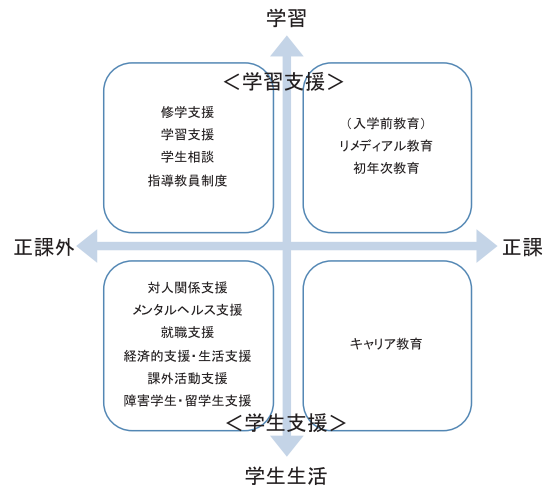 学習
＜学習支援＞
修学支援
学習支援
学生相談
指導教員制度
（入学前教育）
リメディアル教育
初年次教育
正課外
正課
対人関係支援
メンタルヘルス支援
就職支援
経済的支援・生活支援
課外活動支援
障害学生・留学生支援
キャリア教育
＜学生支援＞
学生生活